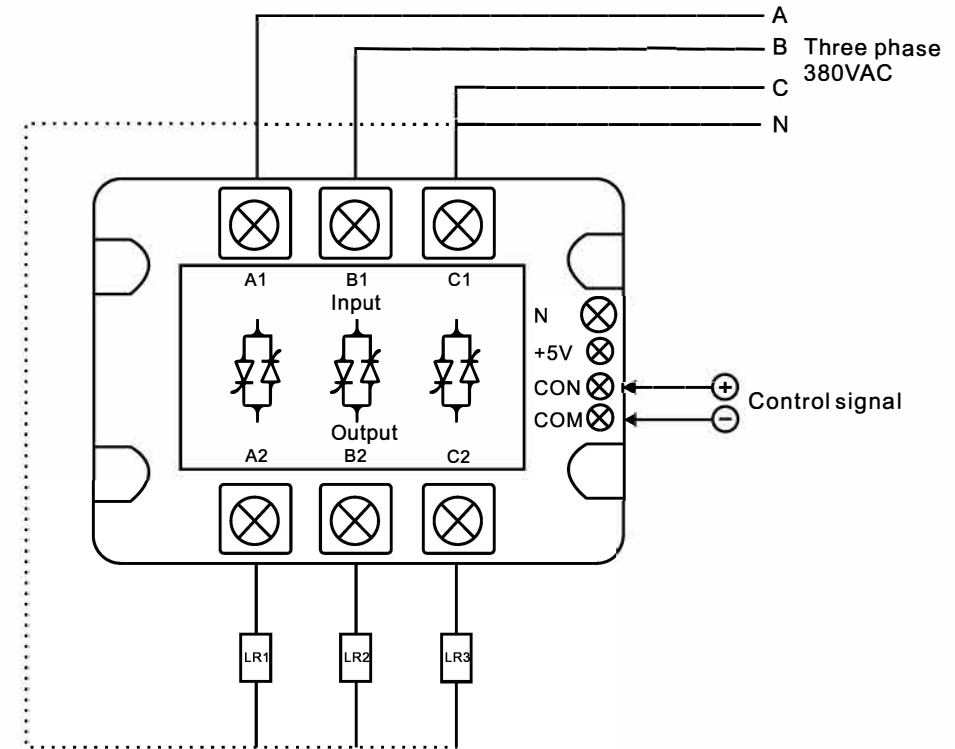 A
B Three phase
380VAC
C
N
A1 B1 C1
Input
N
+5V
CON
COM
+
−
Control signal
Output
A2 B2 C2
LR1 LR2 LR3